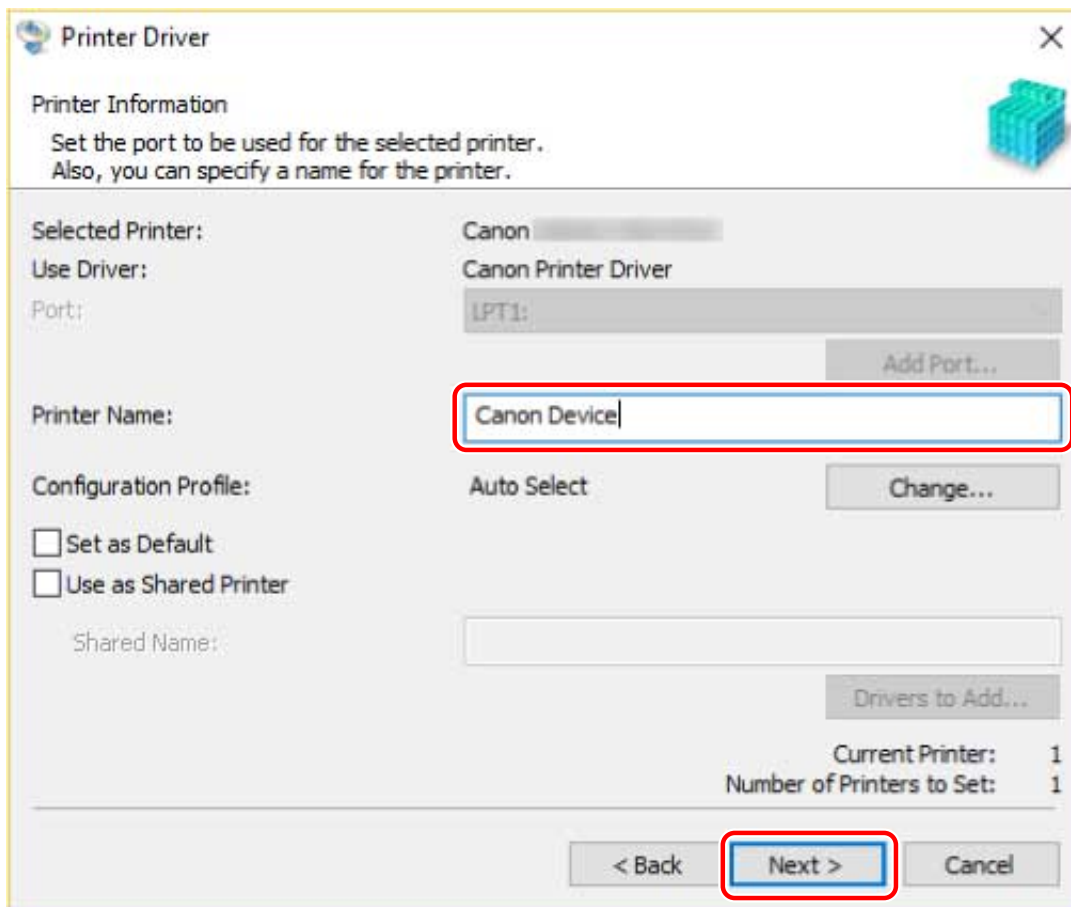 Printer Driver
Printer Information
Set the port to be used for the selected printer.
Also, you can specify a name for the printer.
Selected Printer: Canon
Use Driver: Canon Printer Driver
Port: LPT1:
Add Port...
Printer Name: Canon Device
Configuration Profile: Auto Select Change...
Set as Default
Use as Shared Printer
Shared Name:
Drivers to Add...
Current Printer: 1
Number of Printers to Set: 1
< Back Next > Cancel